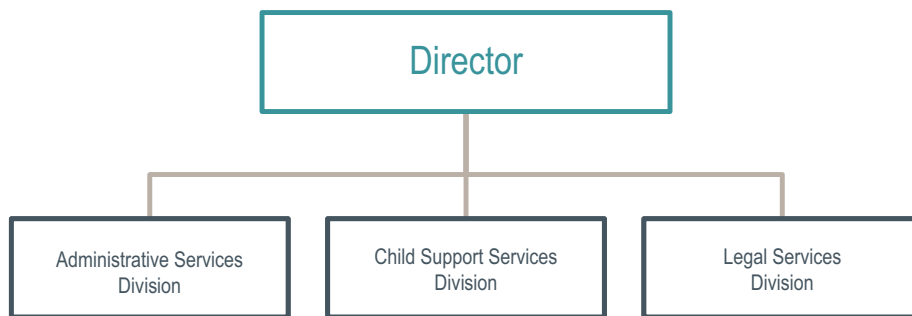 Director
Administrative Services
Division
Child Support Services
Division
Legal Services
Division